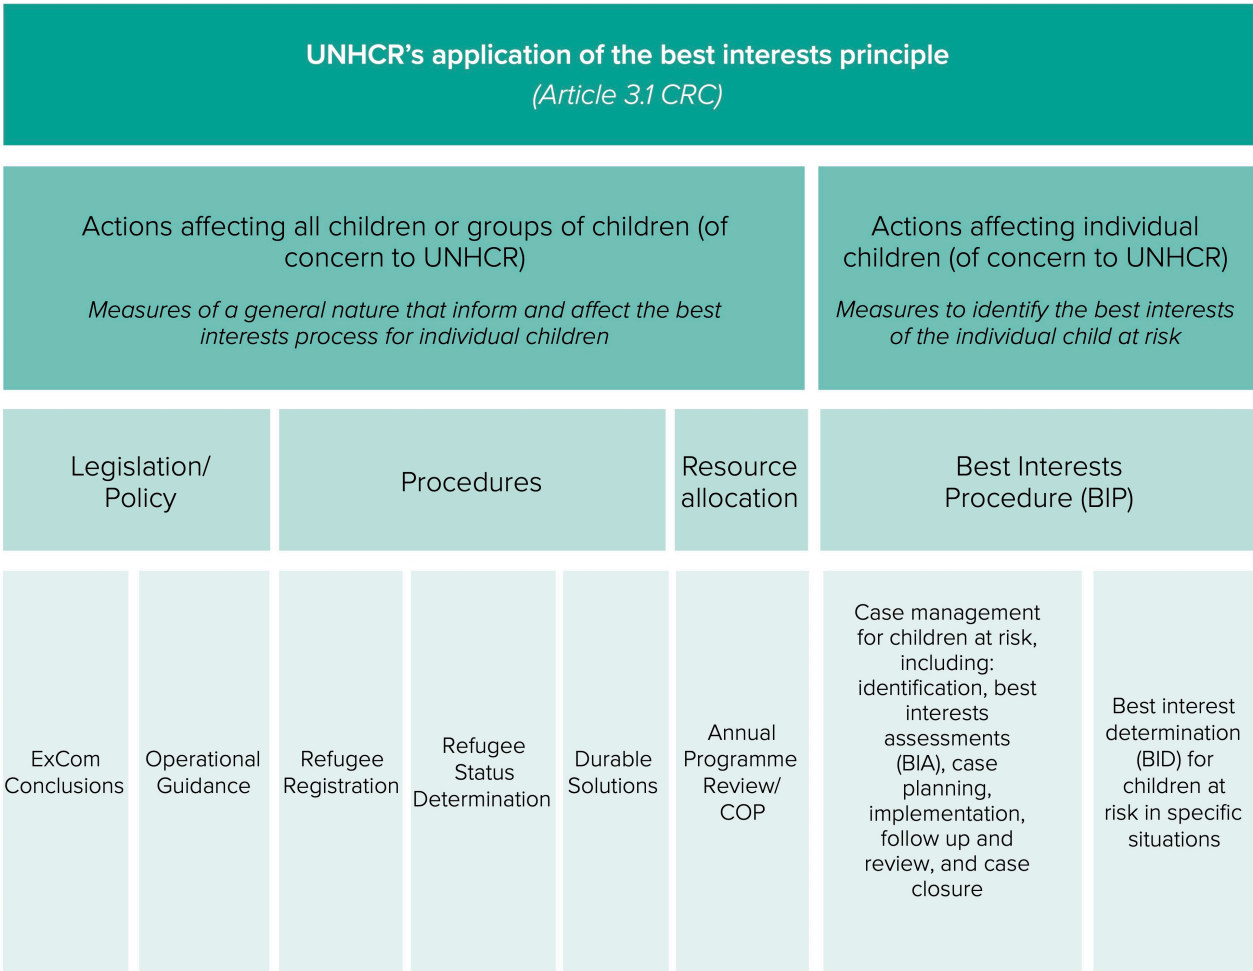 UNHCR’s application of the best interests principle
(Article 3.1 CRC)
Actions affecting all children or groups of children (of
concern to UNHCR)
Measures of a general nature that inform and affect the best
interests process for individual children
Actions affecting individual
children (of concern to UNHCR)
Measures to identify the best interests
of the individual child at risk
Legislation/
Policy
Procedures
Resource
allocation
Best Interests
Procedure (BIP)
ExCom
Conclusions
Operational
Guidance
Refugee
Registration
Refugee
Status
Determination
Durable
Solutions
Annual
Programme
Review/
COP
Case management
for children at risk,
including:
identification, best
interests
assessments
(BIA), case
planning,
implementation,
follow up and
review, and case
closure
Best interest
determination
(BID) for
children at
risk in specific
situations